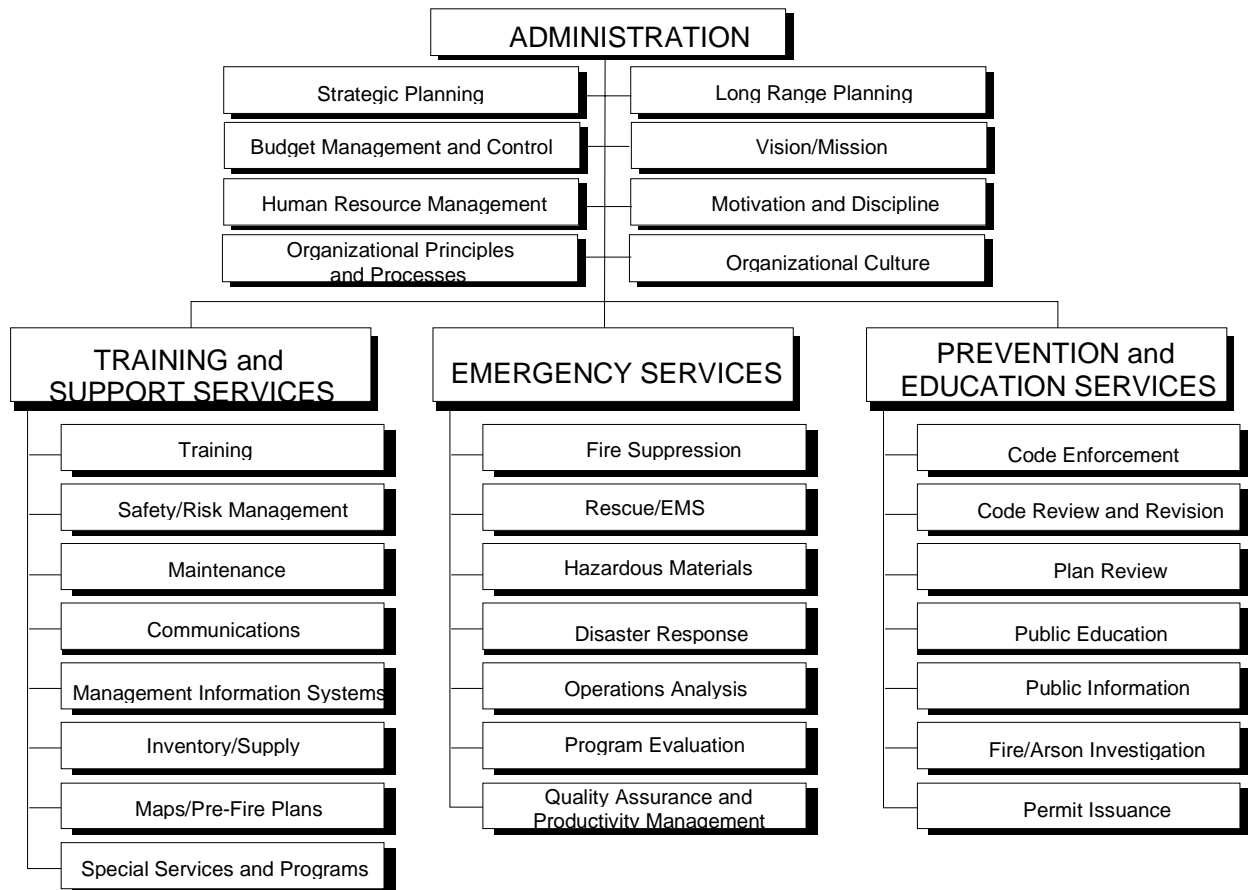 ADMINISTRATION
Strategic Planning
Long Range Planning
Budget Management and Control
Vision/Mission
Human Resource Management
Motivation and Discipline
Organizational Principles
and Processes
Organizational Culture
TRAINING and
SUPPORT SERVICES
Training
Safety/Risk Management
Maintenance
Communications
Management Information Systems
Inventory/Supply
Maps/Pre-Fire Plans
Special Services and Programs
EMERGENCY SERVICES
Fire Suppression
Rescue/EMS
Hazardous Materials
Disaster Response
Operations Analysis
Program Evaluation
Quality Assurance and
Productivity Management
PREVENTION and
EDUCATION SERVICES
Code Enforcement
Code Review and Revision
Plan Review
Public Education
Public Information
Fire/Arson Investigation
Permit Issuance